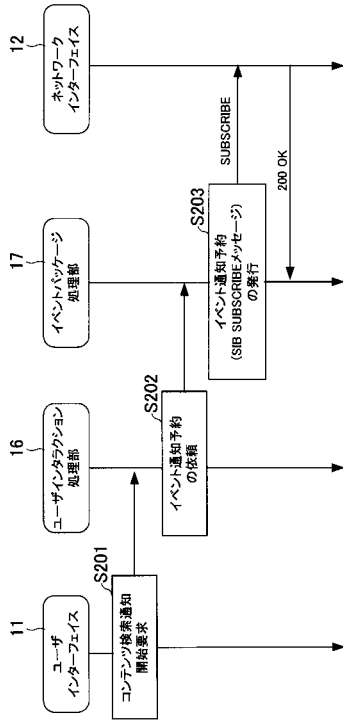 11
ユーザ
インターフェイス
16
ユーザインタラクション
処理部
17
イベントパッケージ
処理部
12
ネットワーク
インターフェイス
S201
コンテンツ検索通知
開始要求
S202
イベント通知予約
の依頼
S203
イベント通知予約
(SIB SUBSCRIBEメッセージ)
の発行
SUBSCRIBE
200 OK